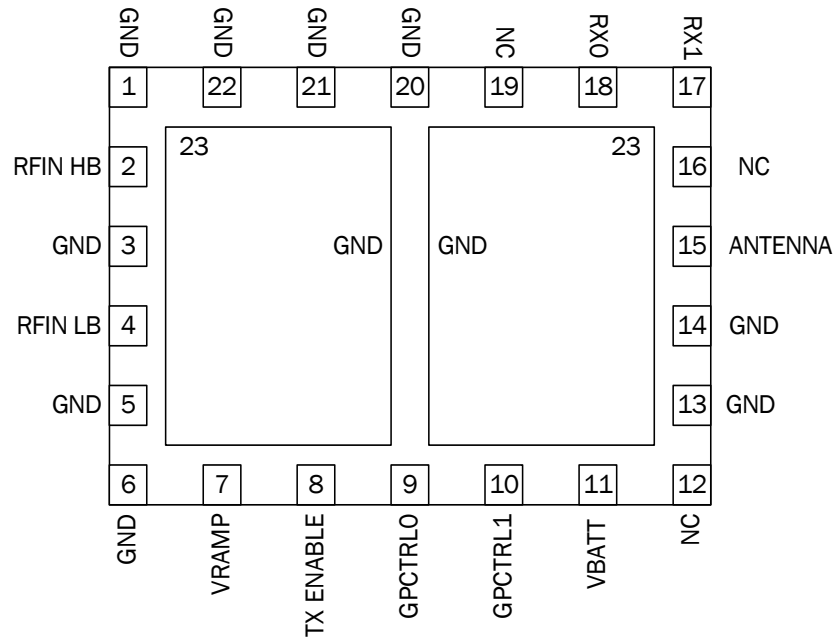 GND
GND
GND
GND
NC
RX0
RX1
1
22
21
20
19
18
17
RFIN HB
2
23
23
16
NC
GND
3
GND
GND
15
ANTENNA
RFIN LB
4
14
GND
GND
5
13
GND
6
7
8
9
10
11
12
GND
VRAMP
TX ENABLE
GPCTRL0
GPCTRL1
VBATT
NC